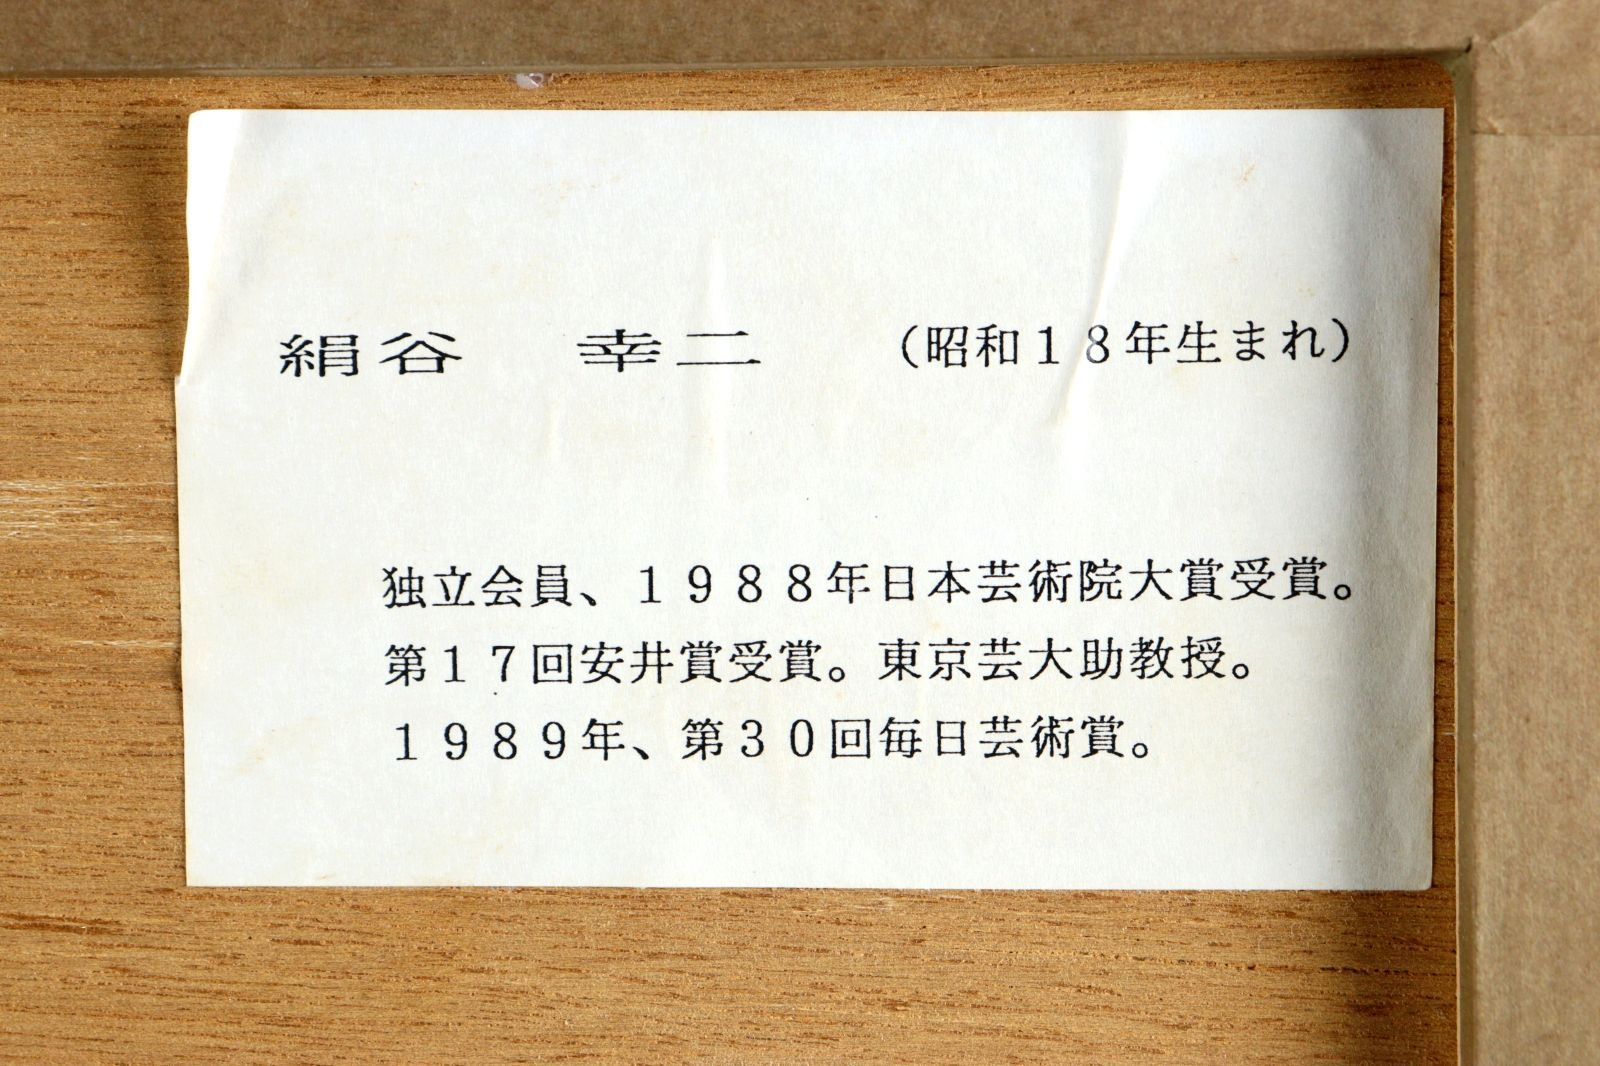 絹谷　幸二　（昭和１８年生まれ）
独立会員、１９８８年日本芸術院大賞受賞。
第１７回安井賞受賞。東京芸大助教授。
１９８９年、第３０回毎日芸術賞。